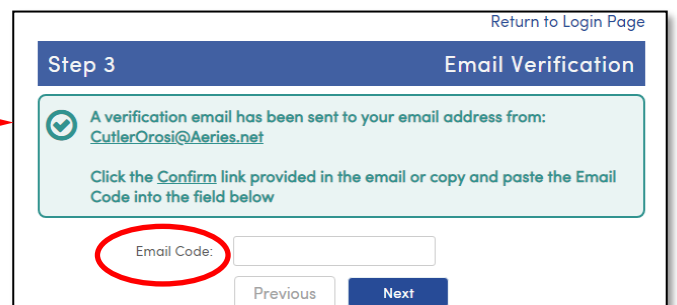 Return to Login Page
Step 3 Email Verification
A verification email has been sent to your email address from:
CutlerOrosi@Aeries.net
Click the Confirm link provided in the email or copy and paste the Email
Code into the field below
Email Code:
Previous Next